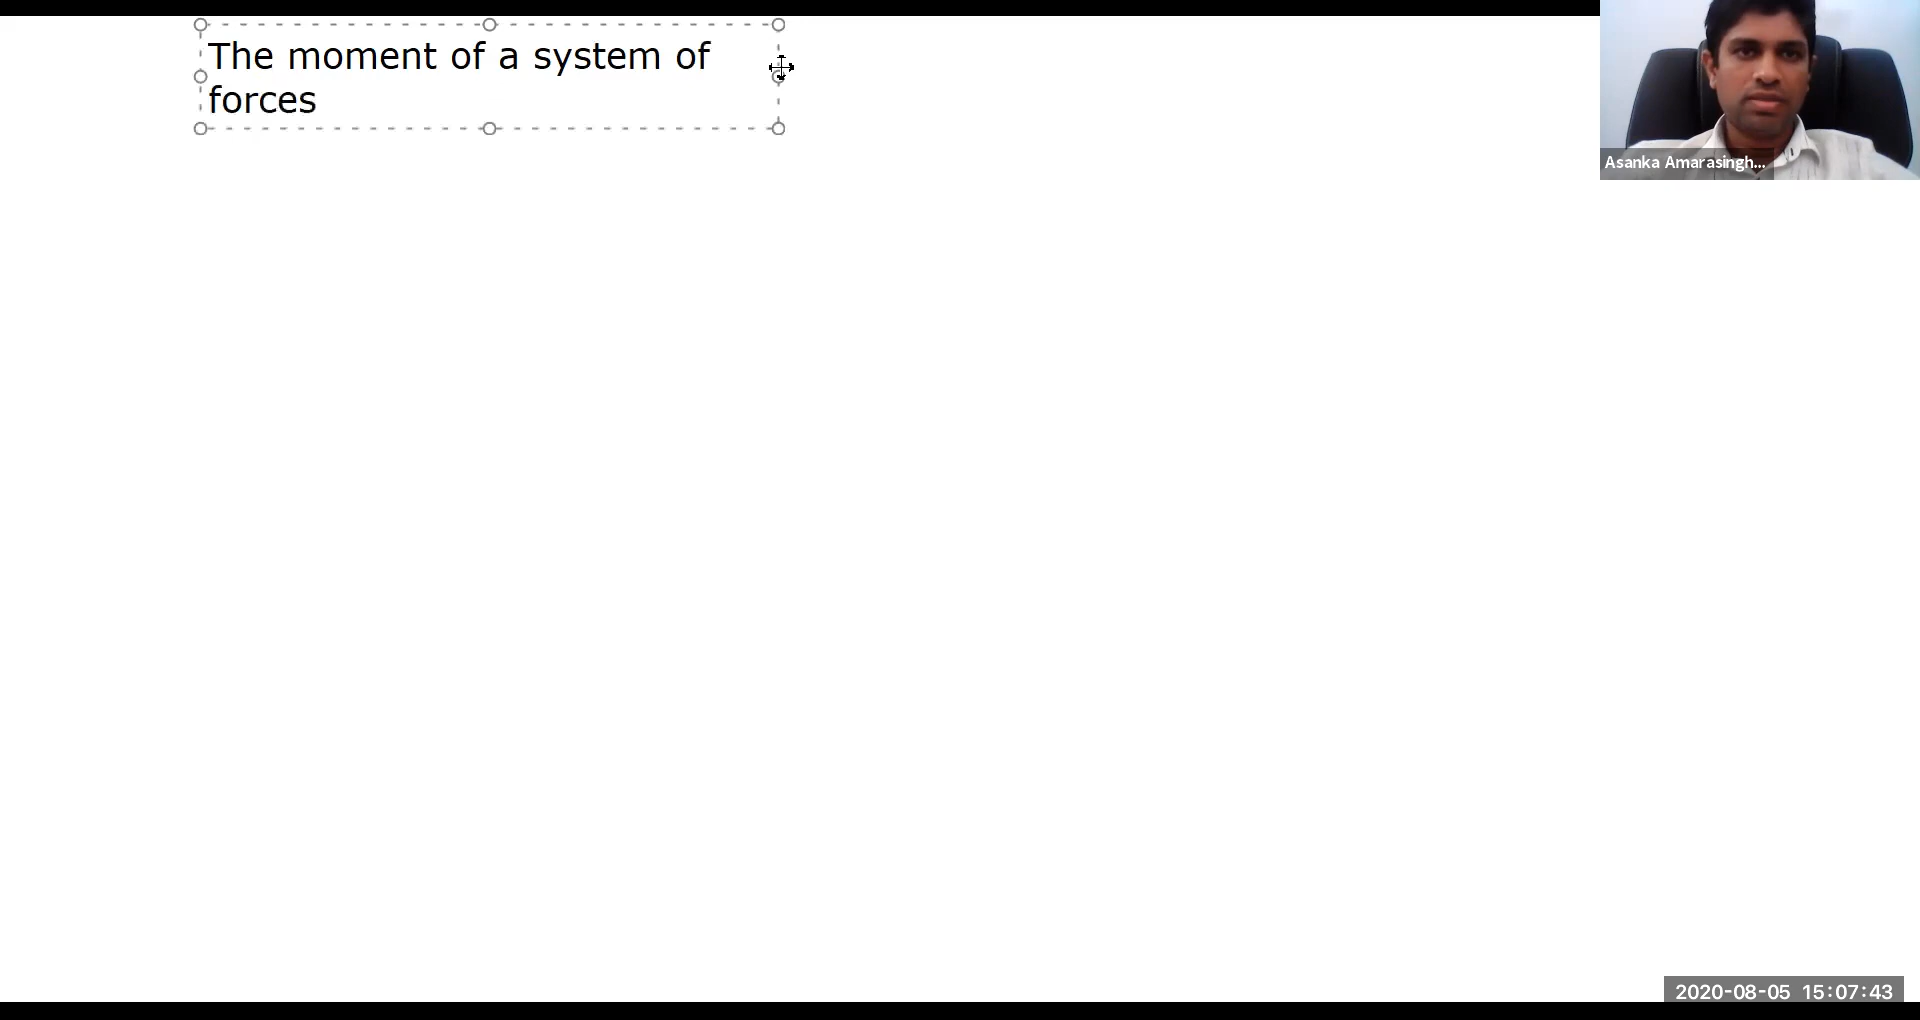 The moment of a system of
forces
Asanka Amarasingh...
2020-08-05 15:07:43